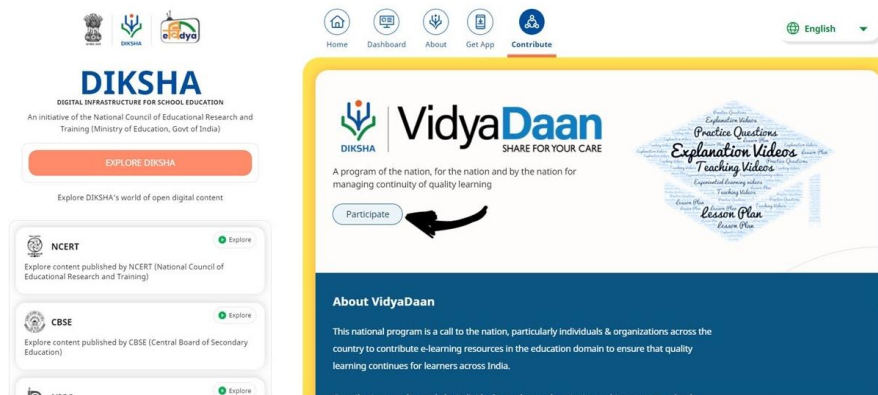 DIKSHA
DIKSHA
DIGITAL INFRASTRUCTURE FOR SCHOOL EDUCATION
An initiative of the National Council of Educational Research and
Training (Ministry of Education, Govt of India)
EXPLORE DIKSHA
Explore DIKSHA's world of open digital content
NCERT
Explore
Explore content published by NCERT (National Council of
Educational Research and Training)
CBSE
Explore
Explore content published by CBSE (Central Board of Secondary
Education)
Explore
Home
Dashboard
About
Get App
Contribute
English
DIKSHA
VidyaDaan
SHARE FOR YOUR CARE
A program of the nation, for the nation and by the nation for
managing continuity of quality learning
Participate
Explanation Videos
Practice Questions
Explanation Videos
Teaching Videos
Lesson Plan
Lesson Plan
About VidyaDaan
This national program is a call to the nation, particularly individuals & organizations across the
country to contribute e-learning resources in the education domain to ensure that quality
learning continues for learners across India.